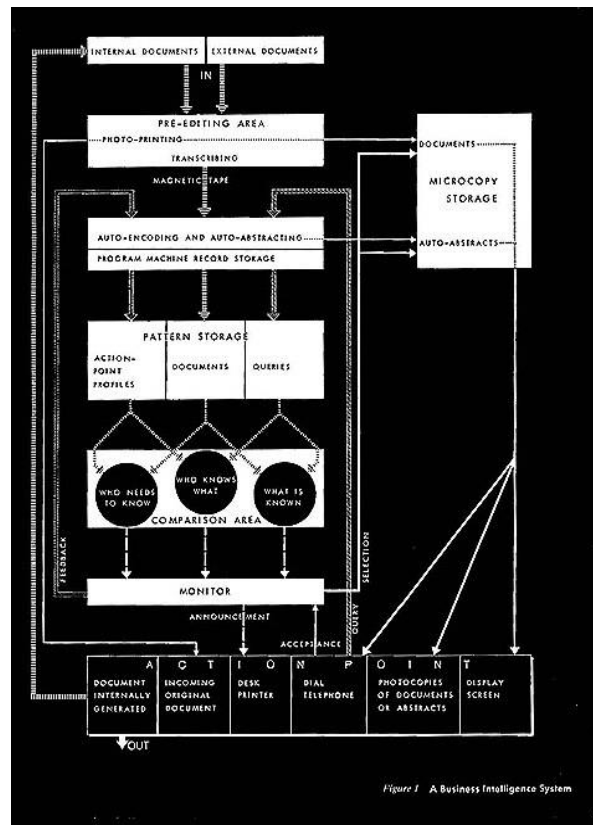 INTERNAL DOCUMENTS
EXTERNAL DOCUMENTS
IN
PRE-EDITING AREA
PHOTO-PRINTING
TRANSCRIBING
MAGNETIC TAPE
DOCUMENTS
MICROCOPY
STORAGE
AUTO-ABSTRACTS
AUTO-ENCODING AND AUTO-ABSTRACTING
PROGRAM MACHINE RECORD STORAGE
PATTERN STORAGE
ACTION-
POINT
PROFILES
DOCUMENTS
QUERIES
WHO NEEDS
TO KNOW
WHO KNOWS
WHAT
WHAT IS
KNOWN
COMPARISON AREA
FEEDBACK
SELECTION
MONITOR
ANNOUNCEMENT
ACCEPTANCE
QUERY
ACTION POINT
DOCUMENT
INTERNALLY
GENERATED
INCOMING
ORIGINAL
DOCUMENT
DESK
PRINTER
DIAL
TELEPHONE
PHOTOCOPIES
OF DOCUMENTS
OR ABSTRACTS
DISPLAY
SCREEN
OUT
Figure 1 A Business Intelligence System